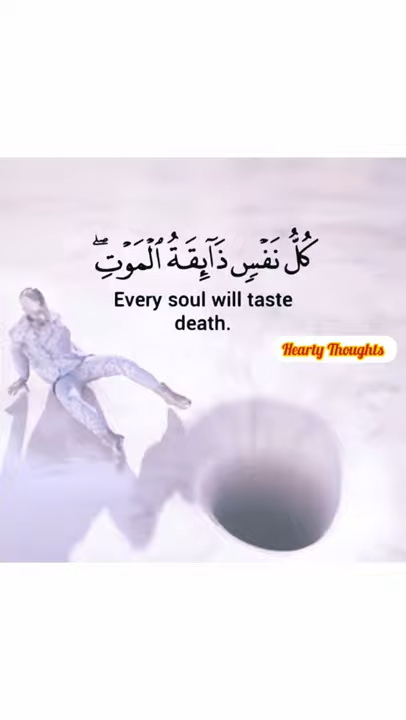 كُلُّ نَفْسٍ ذَآئِقَةُ ٱلْمَوْتِ ۖ
Every soul will taste
death.
Hearty Thoughts